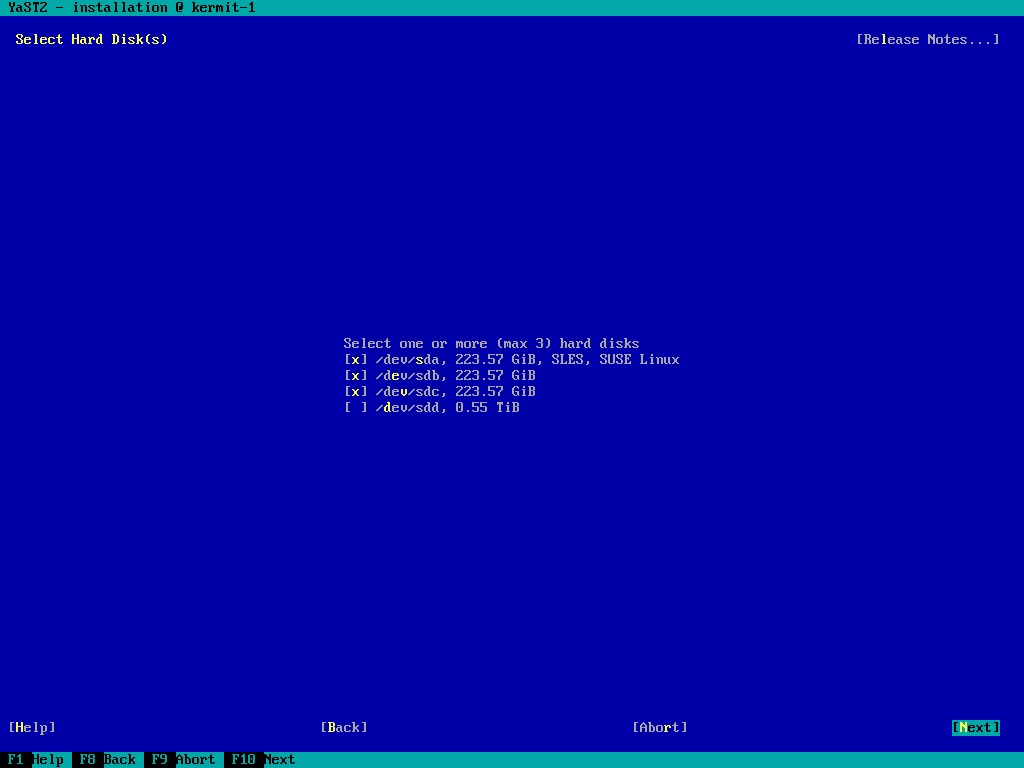 YaST2 - installation @ kermit-1
Select Hard Disk(s) [Release Notes...]
Select one or more (max 3) hard disks
[x] /dev/sda, 223.57 GiB, SLES, SUSE Linux
[x] /dev/sdb, 223.57 GiB
[x] /dev/sdc, 223.57 GiB
[ ] /dev/sdd, 0.55 TiB
[Help] [Back] [Abort] [Next]
F1 Help F8 Back F9 Abort F10 Next